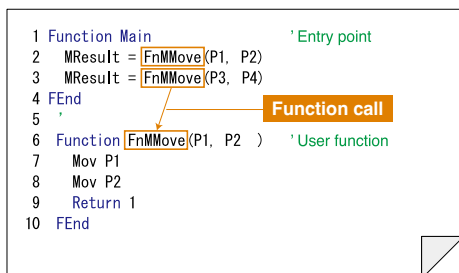 1 Function Main ' Entry point
2 MResult = FnMMove(P1, P2)
3 MResult = FnMMove(P3, P4)
4 FEnd
5 '
Function call
6 Function FnMMove(P1, P2 ) ' User function
7 Mov P1
8 Mov P2
9 Return 1
10 FEnd